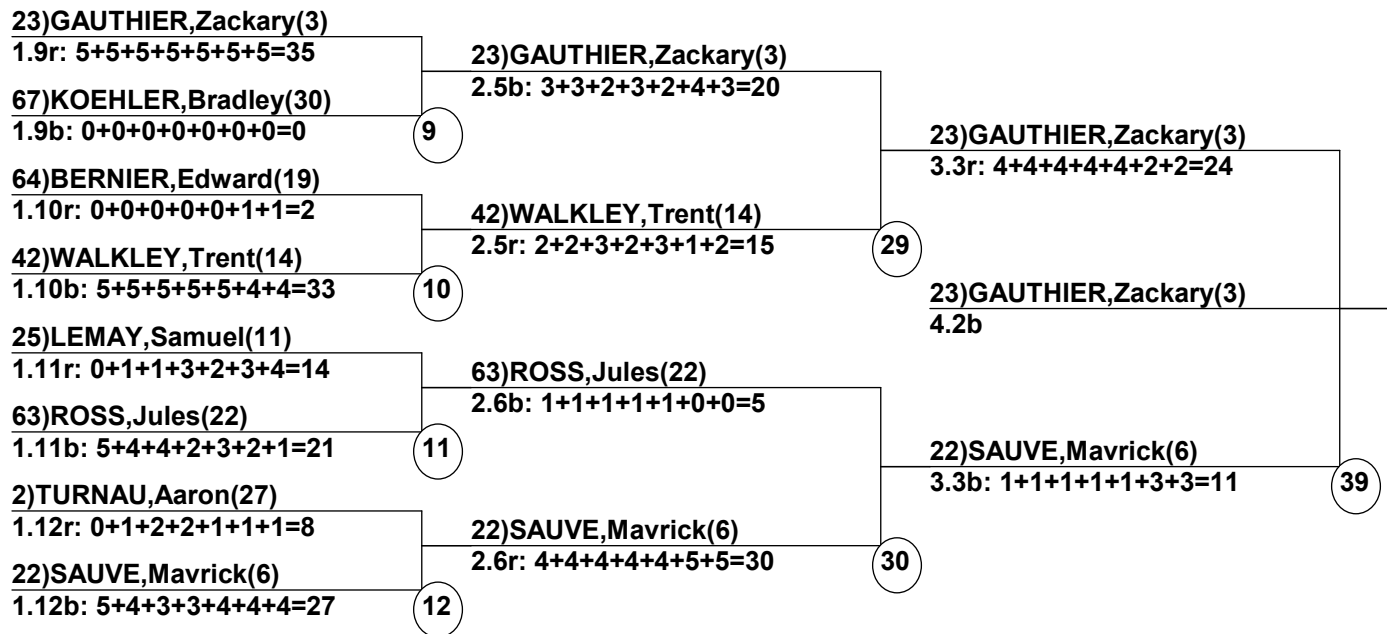 23)GAUTHIER,Zackary(3)
1.9r: 5+5+5+5+5+5+5=35
67)KOEHLER,Bradley(30)
1.9b: 0+0+0+0+0+0+0=0
9
64)BERNIER,Edward(19)
1.10r: 0+0+0+0+0+1+1=2
42)WALKLEY,Trent(14)
1.10b: 5+5+5+5+5+4+4=33
10
25)LEMAY,Samuel(11)
1.11r: 0+1+1+3+2+3+4=14
63)ROSS,Jules(22)
1.11b: 5+4+4+2+3+2+1=21
11
2)TURNAU,Aaron(27)
1.12r: 0+1+2+2+1+1+1=8
22)SAUVE,Mavrick(6)
1.12b: 5+4+3+3+4+4+4=27
12
23)GAUTHIER,Zackary(3)
2.5b: 3+3+2+3+2+4+3=20
42)WALKLEY,Trent(14)
2.5r: 2+2+3+2+3+1+2=15
29
63)ROSS,Jules(22)
2.6b: 1+1+1+1+1+0+0=5
22)SAUVE,Mavrick(6)
2.6r: 4+4+4+4+4+5+5=30
30
23)GAUTHIER,Zackary(3)
3.3r: 4+4+4+4+4+2+2=24
23)GAUTHIER,Zackary(3)
4.2b
22)SAUVE,Mavrick(6)
3.3b: 1+1+1+1+1+3+3=11
39